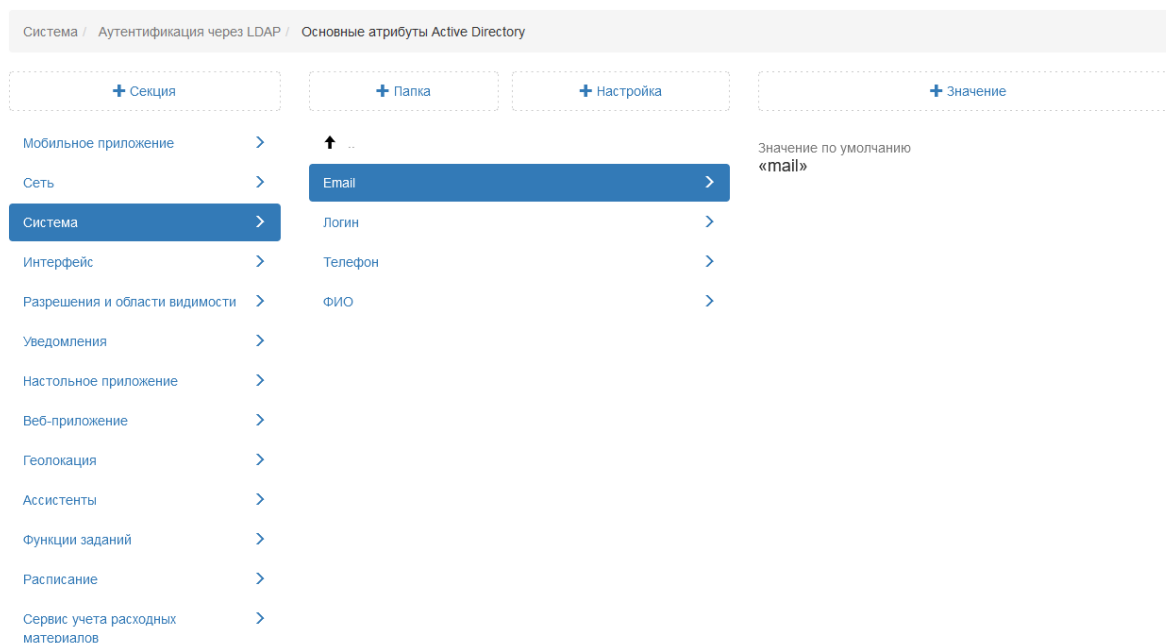 Система / Аутентификация через LDAP / Основные атрибуты Active Directory
+ Секция
+ Папка
+ Настройка
+ Значение
Мобильное приложение
Сеть
Система
Интерфейс
Разрешения и области видимости
Уведомления
Настольное приложение
Веб-приложение
Геолокация
Ассистенты
Функции заданий
Расписание
Сервис учета расходных
материалов
..
Email
Логин
Телефон
ФИО
Значение по умолчанию
«mail»